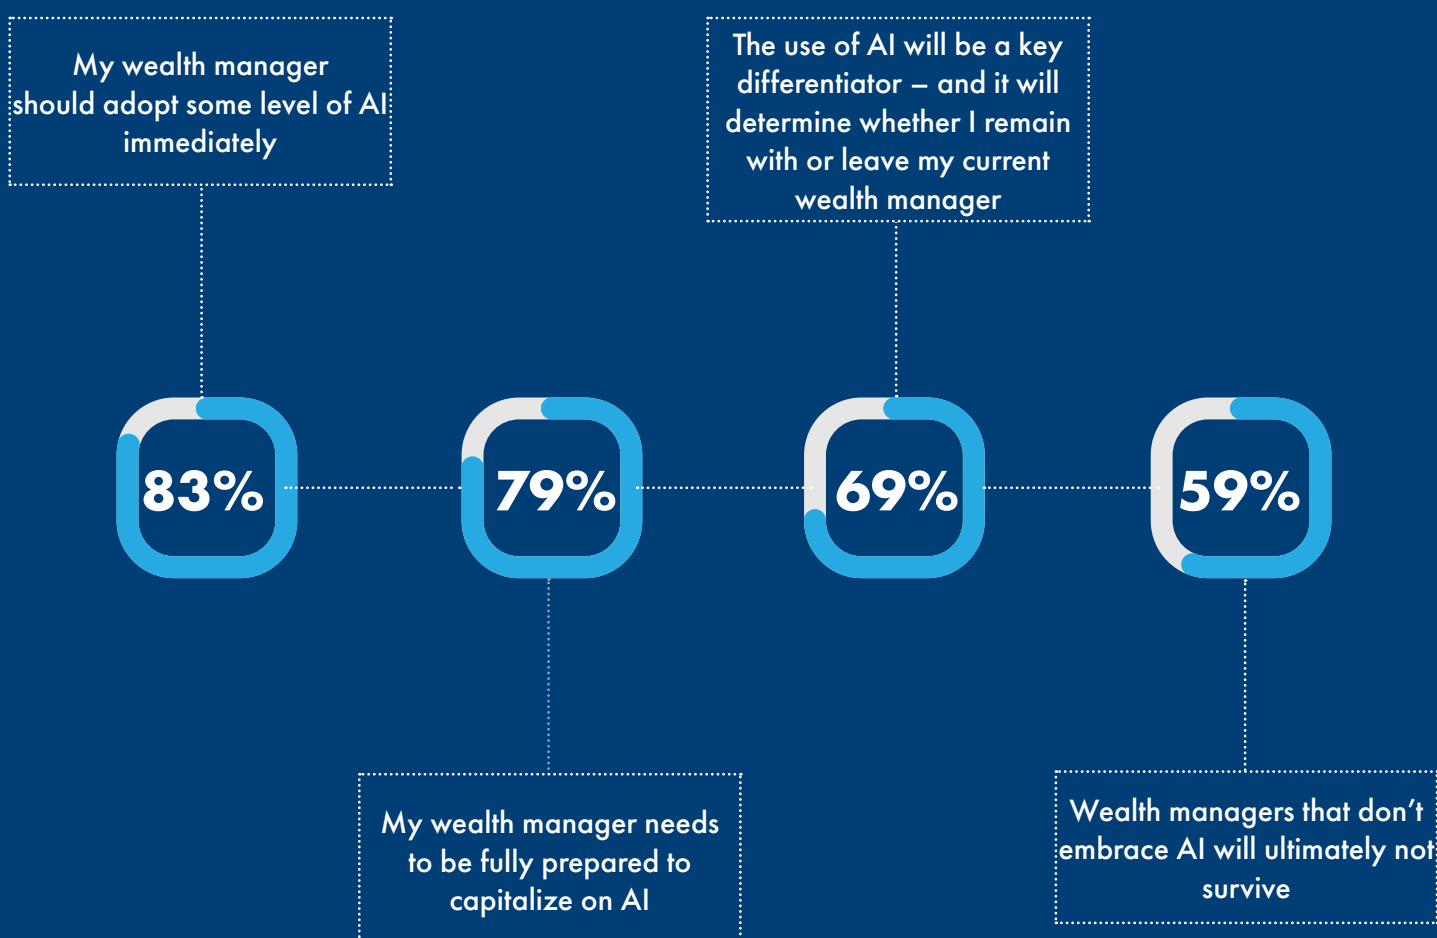 My wealth manager
should adopt some level of AI
immediately
The use of AI will be a key
differentiator – and it will
determine whether I remain
with or leave my current
wealth manager
83%
79%
69%
59%
My wealth manager needs
to be fully prepared to
capitalize on AI
Wealth managers that don’t
embrace AI will ultimately not
survive